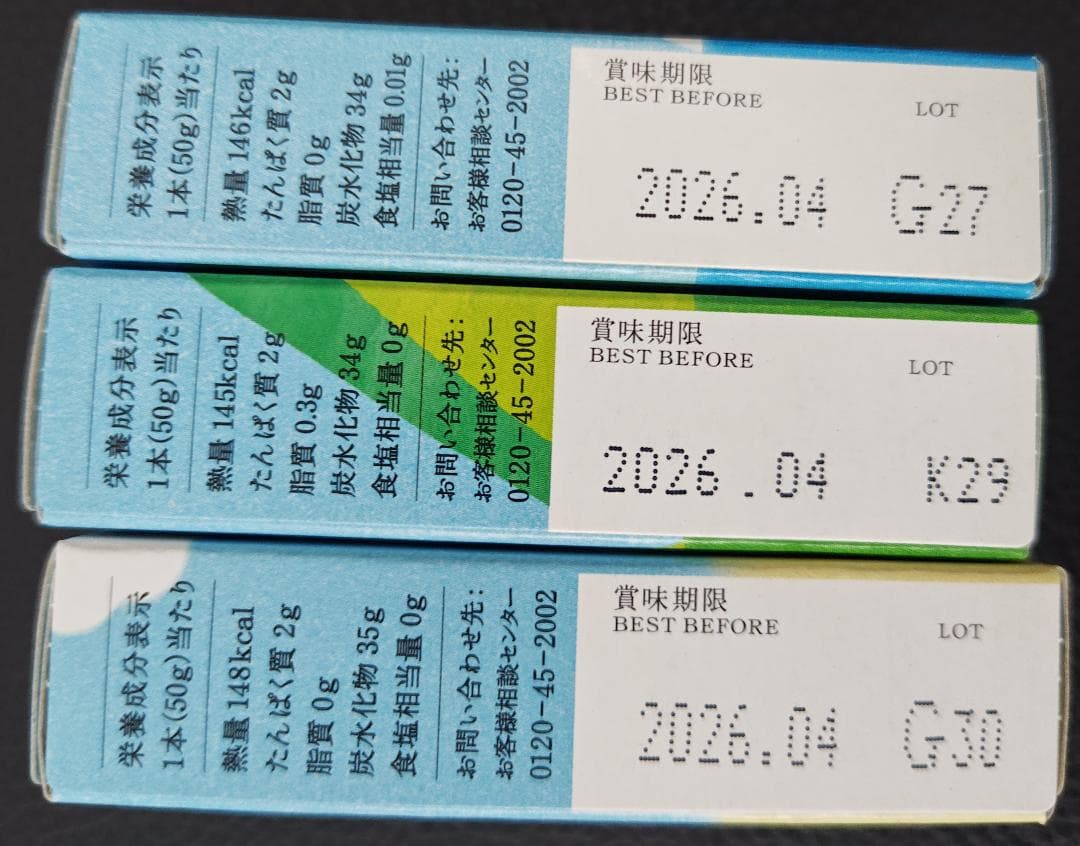 栄養成分表示
1本(50g)当たり
熱量 146kcal
たんぱく質 2g
脂質 0g
炭水化物 34g
食塩相当量 0.01g
お問い合わせ先:
お客様相談センター
0120-45-2002
賞味期限
BEST BEFORE
LOT
2026.04 G27
栄養成分表示
1本(50g)当たり
熱量 145kcal
たんぱく質 2g
脂質 0.3g
炭水化物 34g
食塩相当量 0g
お問い合わせ先:
お客様相談センター
0120-45-2002
賞味期限
BEST BEFORE
LOT
2026.04 K29
栄養成分表示
1本(50g)当たり
熱量 148kcal
たんぱく質 2g
脂質 0g
炭水化物 35g
食塩相当量 0g
お問い合わせ先:
お客様相談センター
0120-45-2002
賞味期限
BEST BEFORE
LOT
2026.04 G30